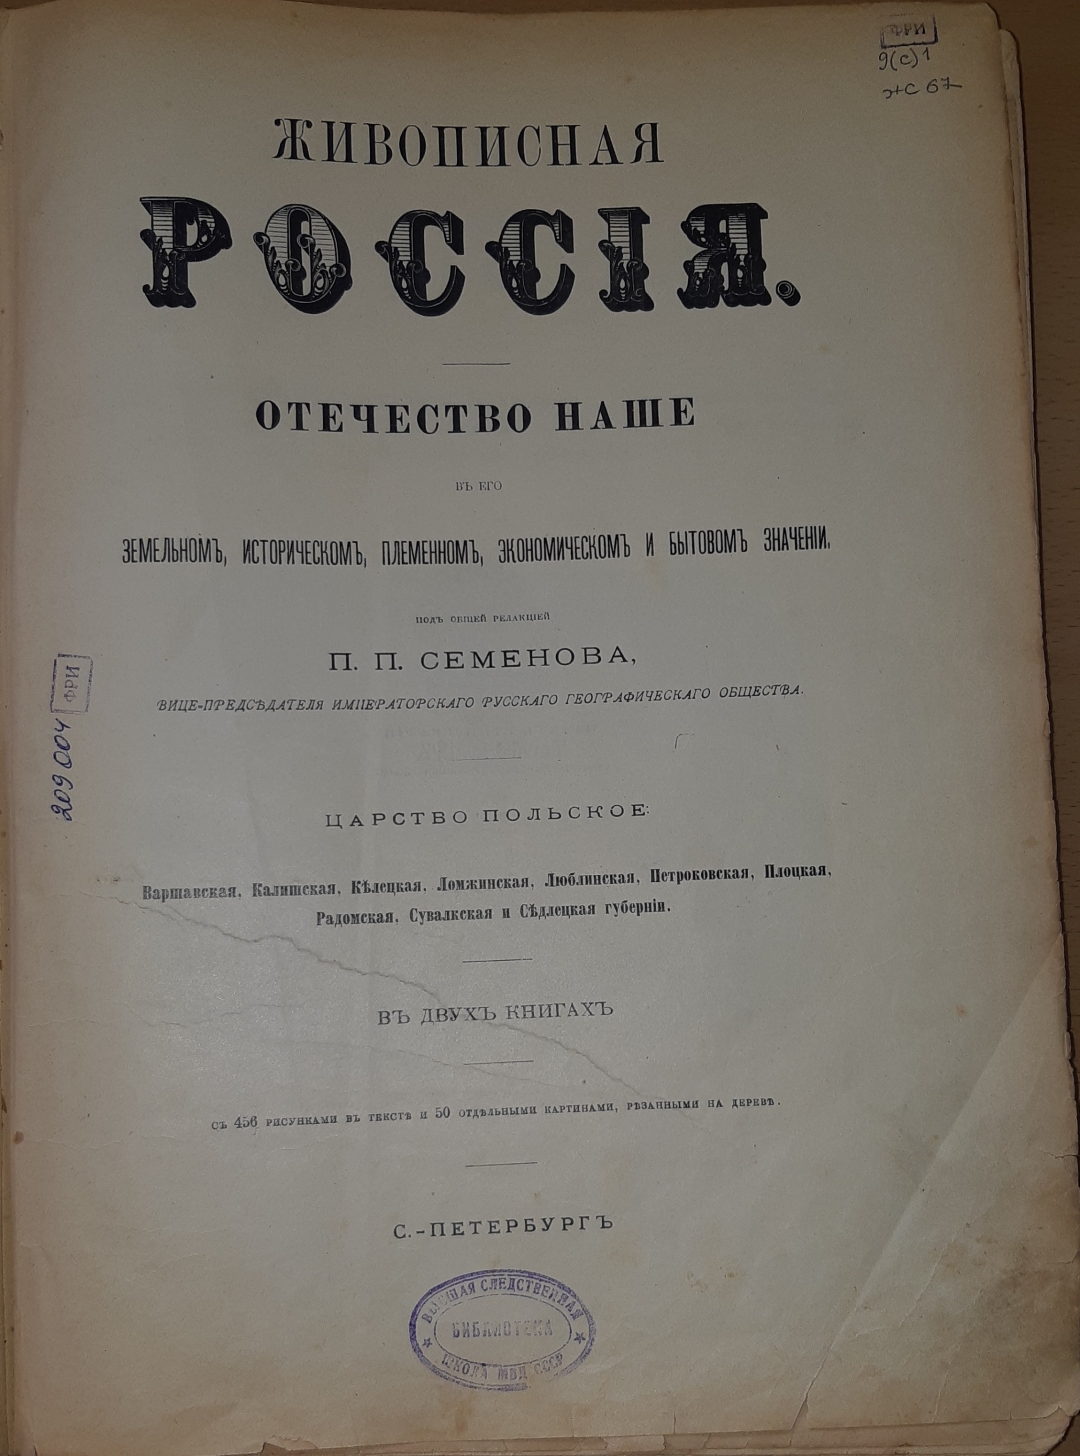 ФРИ
9(с)1
Ж 67
ЖИВОПИСНАЯ
РОССІЯ.
ОТЕЧЕСТВО НАШЕ
ВЪ ЕГО
ЗЕМЕЛЬНОМЪ, ИСТОРИЧЕСКОМЪ, ПЛЕМЕННОМЪ, ЭКОНОМИЧЕСКОМЪ И БЫТОВОМЪ ЗНАЧЕНІИ.
ПОДЪ ОБЩЕЙ РЕДАКЦІЕЙ
П. П. СЕМЕНОВА,
ВИЦЕ-ПРЕДСѢДАТЕЛЯ ИМПЕРАТОРСКАГО РУССКАГО ГЕОГРАФИЧЕСКАГО ОБЩЕСТВА.
ФРИ
209004
ЦАРСТВО ПОЛЬСКОЕ:
Варшавская, Калишская, Кѣлецкая, Ломжинская, Люблинская, Петроковская, Плоцкая,
Радомская, Сувалкская и Сѣдлецкая губерніи.
ВЪ ДВУХЪ КНИГАХЪ
СЪ 456 РИСУНКАМИ ВЪ ТЕКСТѢ И 50 ОТДѢЛЬНЫМИ КАРТИНАМИ, РѢЗАННЫМИ НА ДЕРЕВѢ.
С.-ПЕТЕРБУРГЪ
ВЫСШАЯ СЛЕДСТВЕННАЯ
БИБЛИОТЕКА
ШКОЛА МВД СССР